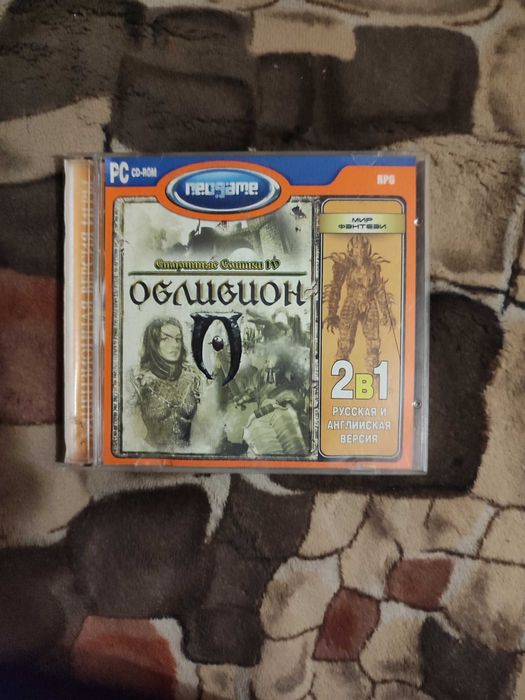 PC CD-ROM
neogame
RPG
Старинные Свитки IV
ОБЛИВИОН
МИР
ФЭНТЕЗИ
2в1
РУССКАЯ И
АНГЛИЙСКАЯ
ВЕРСИЯ